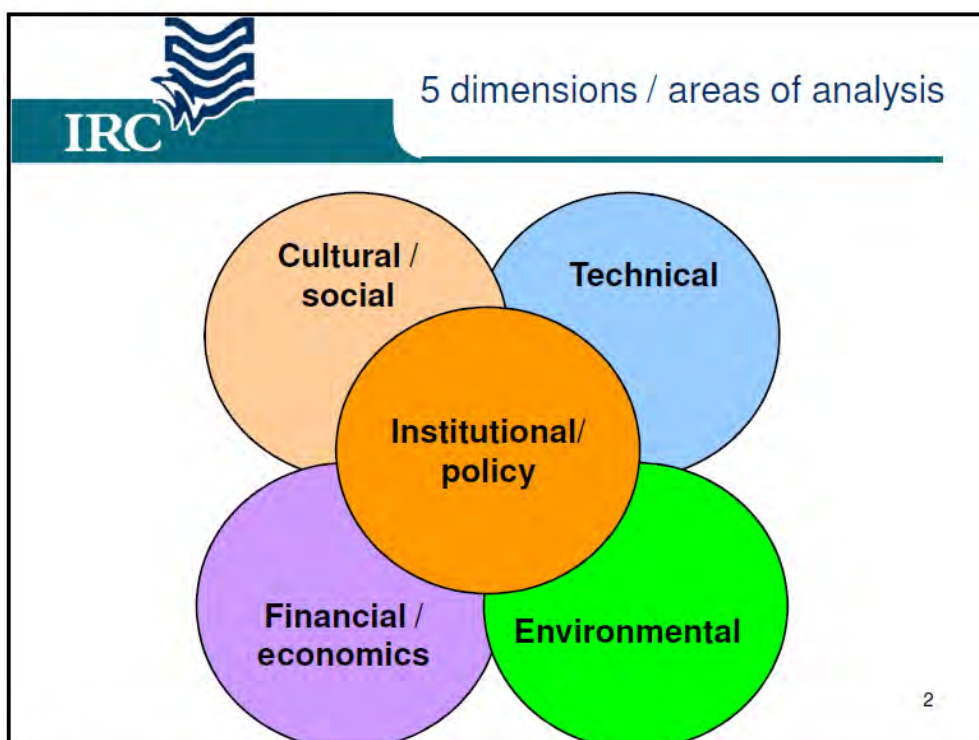 IRC
5 dimensions / areas of analysis
Cultural /
social
Technical
Institutional/
policy
Financial /
economics
Environmental
2